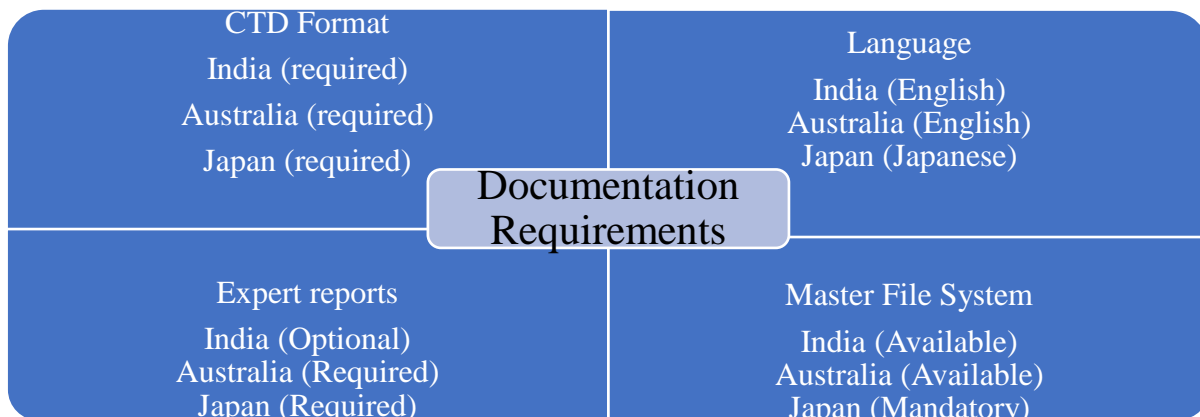 CTD Format
India (required)
Australia (required)
Japan (required)
Language
India (English)
Australia (English)
Japan (Japanese)
Documentation
Requirements
Expert reports
India (Optional)
Australia (Required)
Japan (Required)
Master File System
India (Available)
Australia (Available)
Japan (Mandatory)